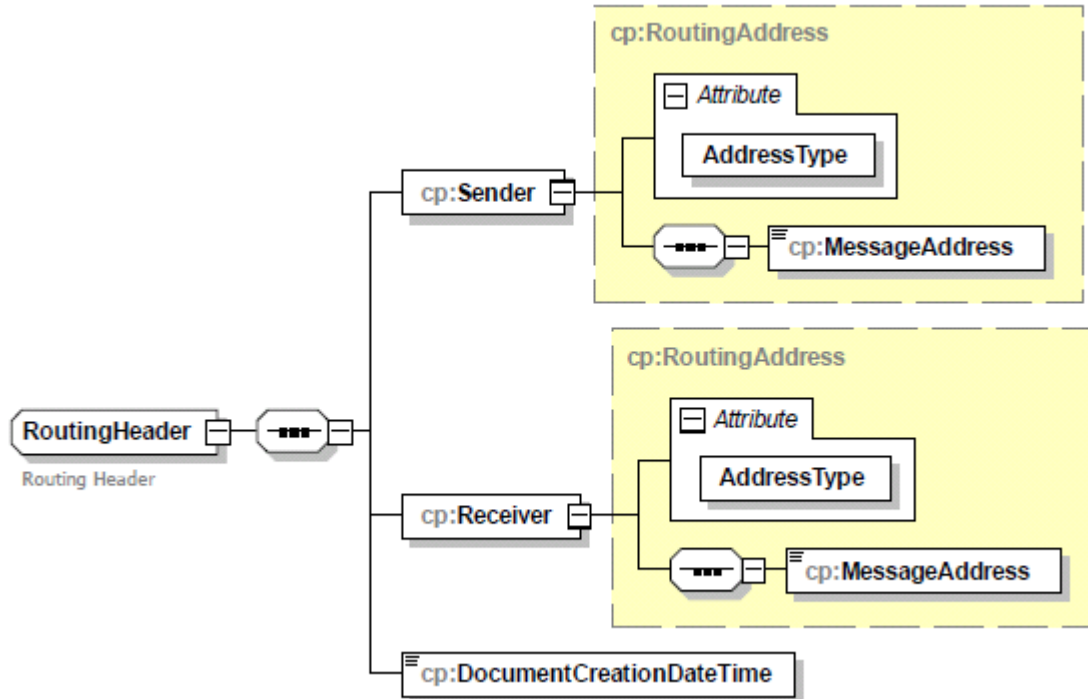 cp:RoutingAddress
Attribute
AddressType
cp:Sender
cp:MessageAddress
cp:RoutingAddress
Attribute
RoutingHeader
Routing Header
AddressType
cp:Receiver
cp:MessageAddress
cp:DocumentCreationDateTime